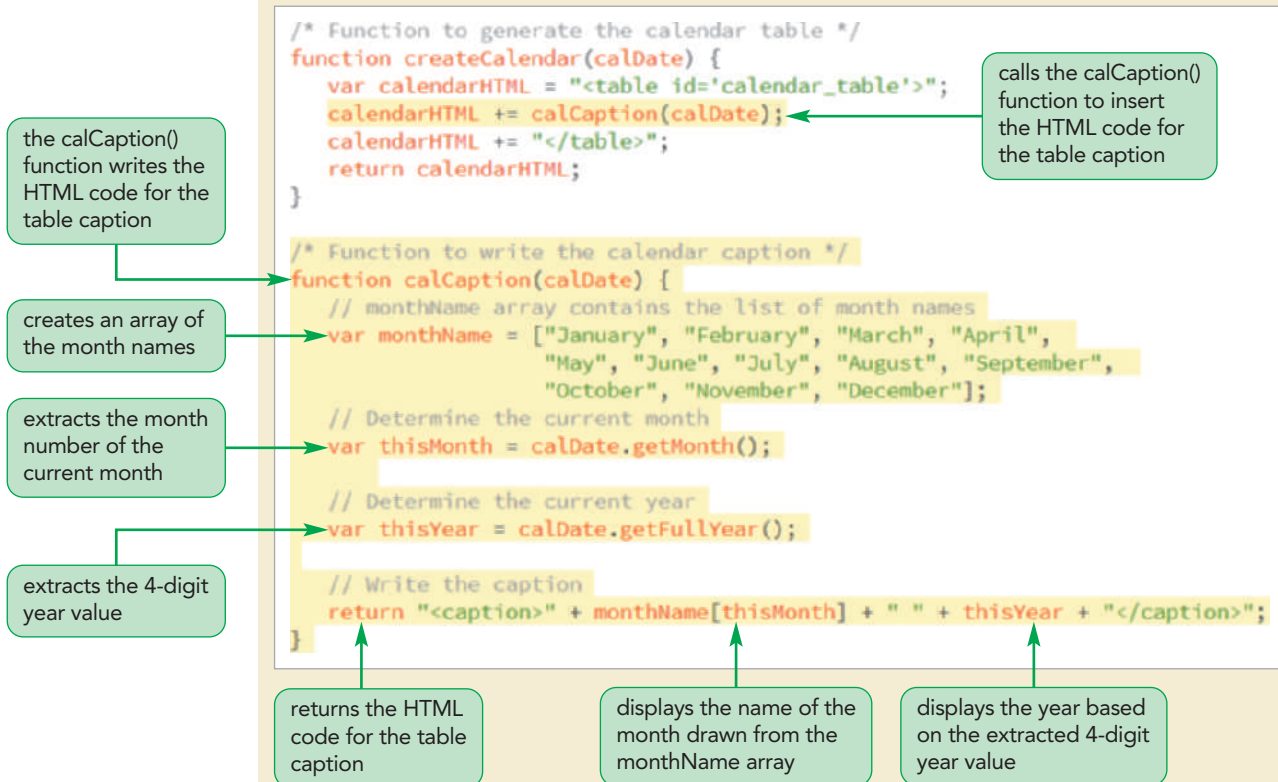 /* Function to generate the calendar table */
function createCalendar(calDate) {
var calendarHTML = "<table id='calendar_table'>";
calendarHTML += calCaption(calDate);
calendarHTML += "</table>";
return calendarHTML;
}
calls the calCaption()
function to insert
the HTML code for
the table caption
the calCaption()
function writes the
HTML code for the
table caption
/* Function to write the calendar caption */
function calCaption(calDate) {
// monthName array contains the list of month names
var monthName = ["January", "February", "March", "April",
"May", "June", "July", "August", "September",
"October", "November", "December"];
creates an array of
the month names
// Determine the current month
var thisMonth = calDate.getMonth();
extracts the month
number of the
current month
// Determine the current year
var thisYear = calDate.getFullYear();
extracts the 4-digit
year value
// Write the caption
return "<caption>" + monthName[thisMonth] + " " + thisYear + "</caption>";
}
returns the HTML
code for the table
caption
displays the name of the
month drawn from the
monthName array
displays the year based
on the extracted 4-digit
year value